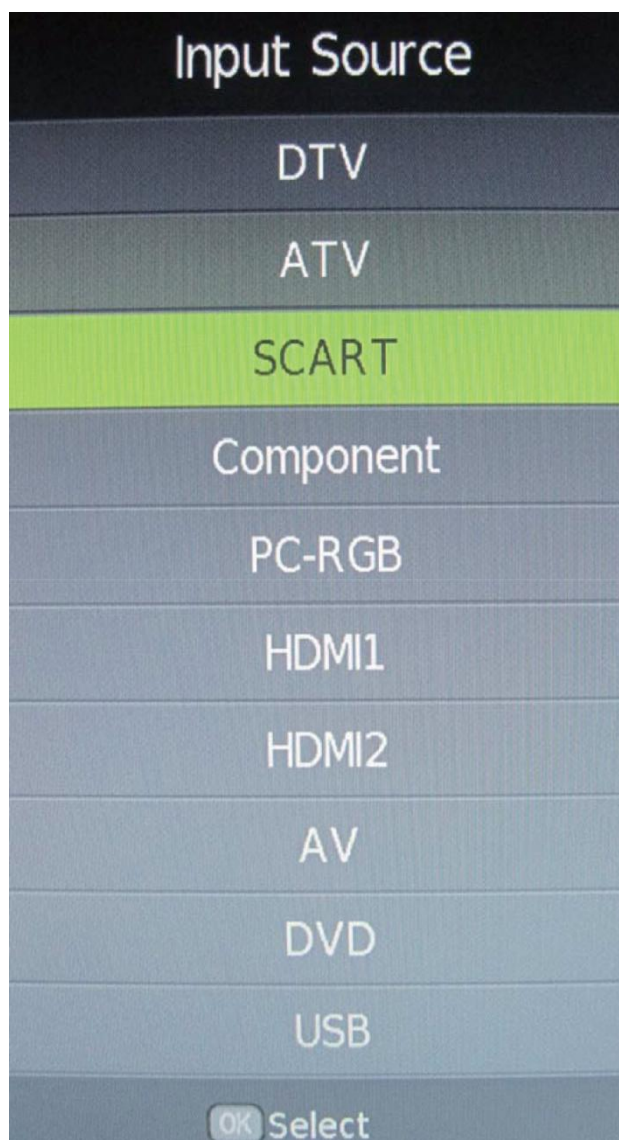 Input Source
DTV
ATV
SCART
Component
PC-RGB
HDMI1
HDMI2
AV
DVD
USB
OK Select